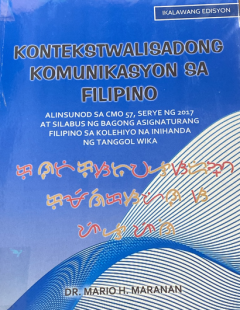 IKALAWANG EDISYON
KONTEKSTWALISADONG
KOMUNIKASYON SA
FILIPINO
ALINSUNOD SA CMO 57, SERYE NG 2017
AT SILABUS NG BAGONG ASIGNATURANG
FILIPINO SA KOLEHIYO NA INIHANDA
NG TANGGOL WIKA
DR. MARIO H. MARANAN